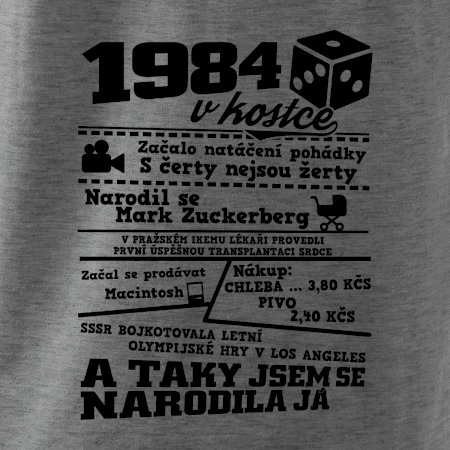 1984
v kostce
Začalo natáčení pohádky
S čerty nejsou žerty
Narodil se
Mark Zuckerberg
V PRAŽSKÉM IKEMU LÉKAŘI PROVEDLI
PRVNÍ ÚSPĚŠNOU TRANSPLANTACI SRDCE
Začal se prodávat
Macintosh
Nákup:
CHLEBA ... 3,80 KČS
PIVO
2,40 KČS
SSSR BOJKOTOVALA LETNÍ
OLYMPIJSKÉ HRY V LOS ANGELES
A TAKY JSEM SE
NARODILA JÁ